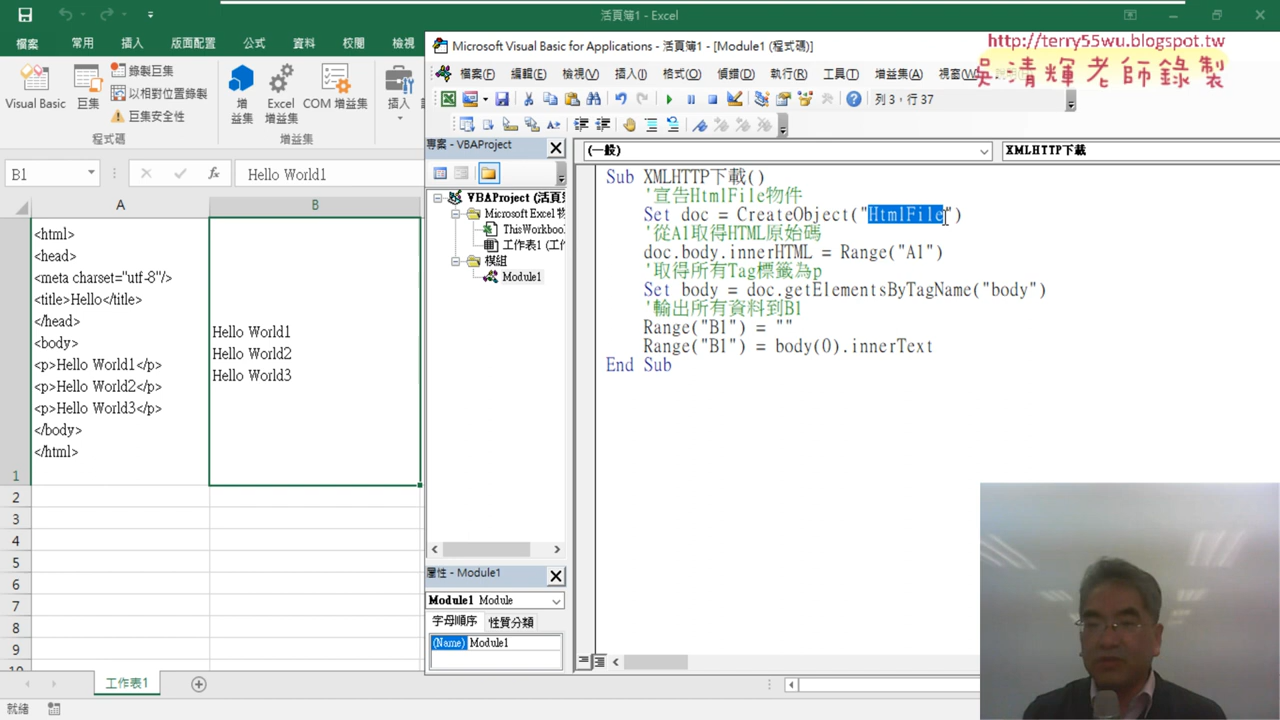 活頁簿1 - Excel
檔案 常用 插入 版面配置 公式 資料 校閱 檢視
Visual Basic
巨集
錄製巨集
以相對位置錄製
巨集安全性
程式碼
增益集
Excel 增益集
COM 增益集
增益集
插入
B1
fx
Hello World1
A B
<html>
<head>
<meta charset="utf-8"/>
<title>Hello</title>
</head>
<body>
<p>Hello World1</p>
<p>Hello World2</p>
<p>Hello World3</p>
</body>
</html>
Hello World1
Hello World2
Hello World3
1
2
3
4
5
6
7
8
9
10
工作表1
就緒
Microsoft Visual Basic for Applications - 活頁簿1 - [Module1 (程式碼)]
檔案(F) 編輯(E) 檢視(V) 插入(I) 格式(O) 偵錯(D) 執行(R) 工具(T) 增益集(A) 視窗(W)
列 3，行 37
http://terry55wu.blogspot.tw
吳清輝老師錄製
專案 - VBAProject
VBAProject (活頁
Microsoft Excel 物
ThisWorkboo
工作表1 (工作
模組
Module1
屬性 - Module1
Module1 Module
字母順序 性質分類
(Name) Module1
(一般)
XMLHTTP下載
Sub XMLHTTP下載()
'宣告HtmlFile物件
Set doc = CreateObject("HtmlFile")
'從A1取得HTML原始碼
doc.body.innerHTML = Range("A1")
'取得所有Tag標籤為p
Set body = doc.getElementsByTagName("body")
'輸出所有資料到B1
Range("B1") = ""
Range("B1") = body(0).innerText
End Sub